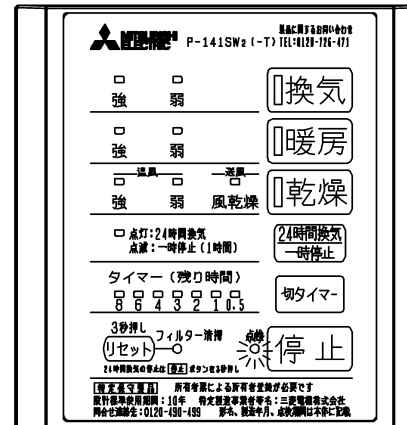 MITSUBISHI ELECTRIC P-141SW2(-T) 製品に関するお問い合わせ TEL:0120-726-471
強 弱 換気
強 弱 暖房
温風 送風
強 弱 風乾燥 乾燥
点灯:24時間換気
点滅:一時停止(1時間)
24時間換気
一時停止
タイマー(残り時間)
8 6 4 3 2 1 0.5
切タイマー
3秒押し
リセット フィルター清掃 点検 停止
24時間換気の停止は 停止 ボタンを3秒押し
特定保守製品 所有者票による所有者登録が必要です
設計標準使用期間:10年 特定製造事業者等名:三菱電機株式会社
問合せ連絡先:0120-490-499 形名、製造年月、点検期間は本体に記載